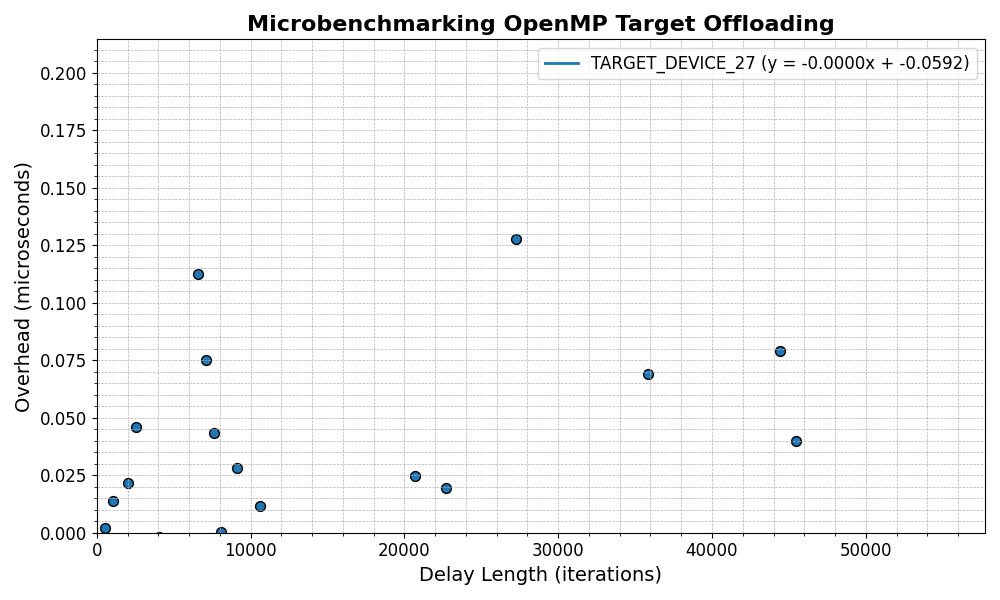 Microbenchmarking OpenMP Target Offloading
TARGET_DEVICE_27 (y = -0.0000x + -0.0592)
Overhead (microseconds)
0.200
0.175
0.150
0.125
0.100
0.075
0.050
0.025
0.000
0 10000 20000 30000 40000 50000
Delay Length (iterations)